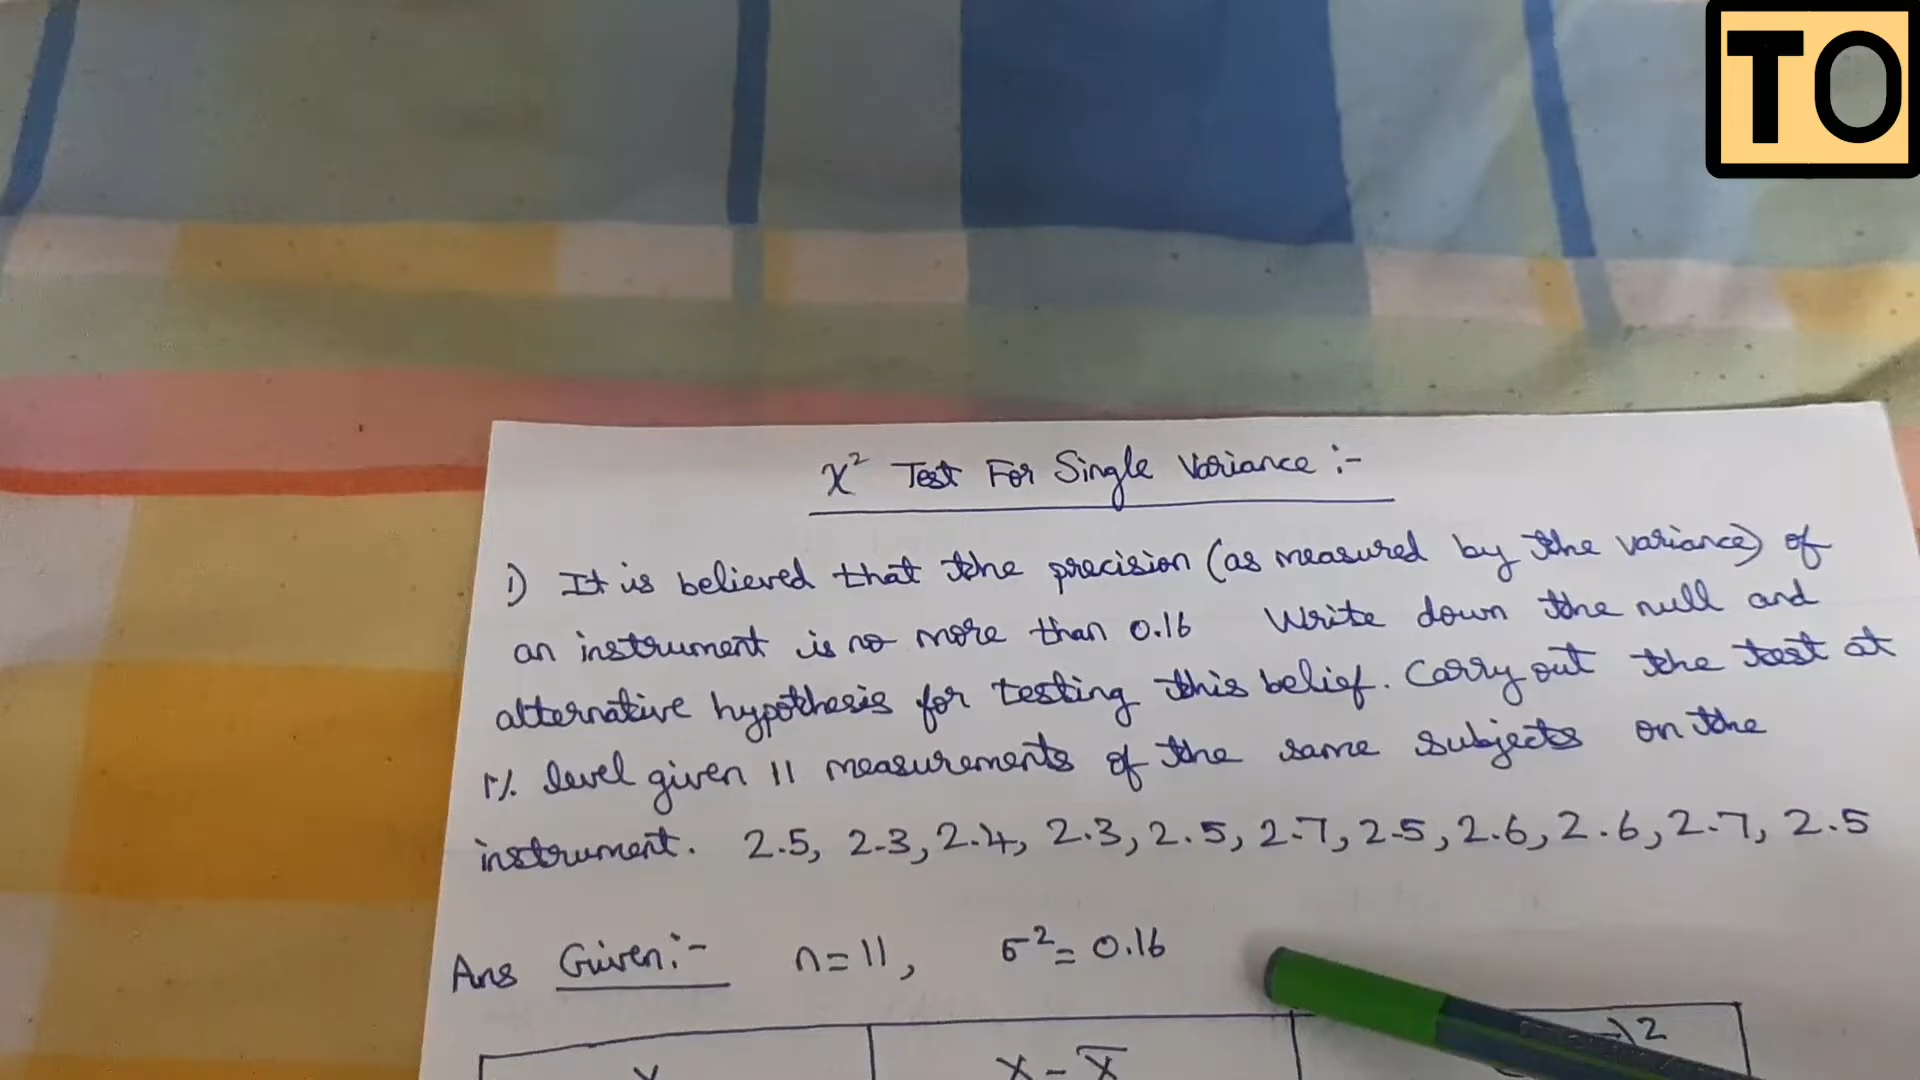 TO
χ² Test For Single Variance :-
1) It is believed that the precision (as measured by the variance) of
an instrument is no more than 0.16 Write down the null and
alternative hypothesis for testing this belief. Carry out the test at
1% level given 11 measurements of the same subjects on the
instrument. 2.5, 2.3, 2.4, 2.3, 2.5, 2.7, 2.5, 2.6, 2.6, 2.7, 2.5
Ans Given :- n = 11, σ² = 0.16
X - X̅